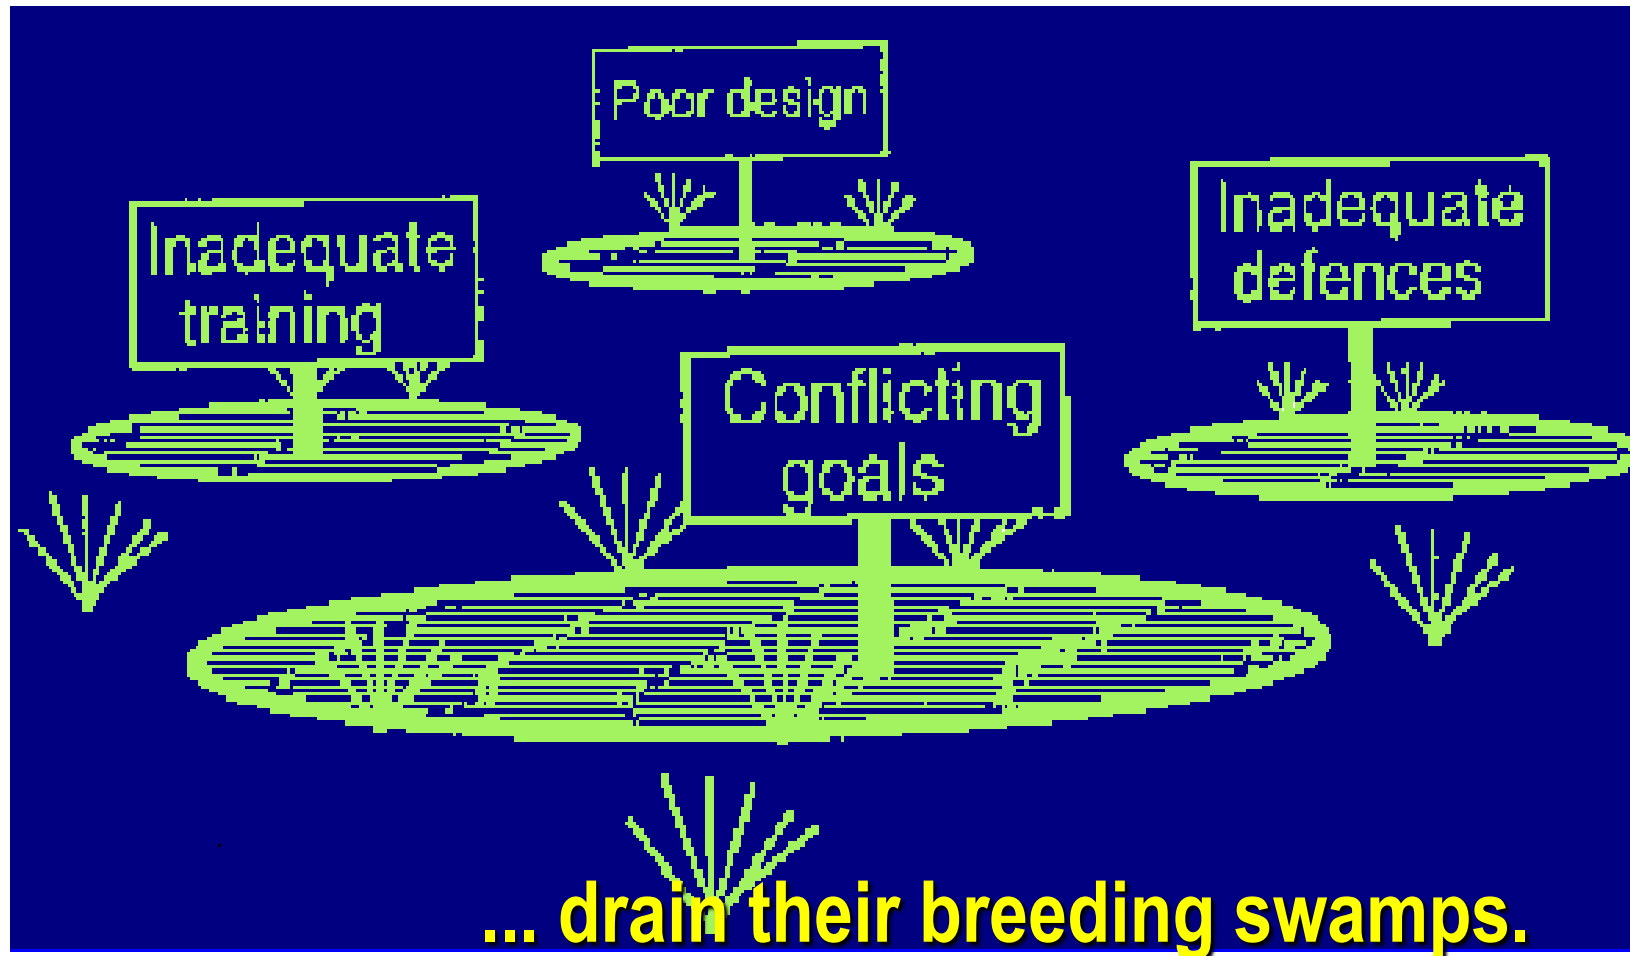 Poor design
Inadequate
training
Inadequate
defences
Conflicting
goals
... drain their breeding swamps.